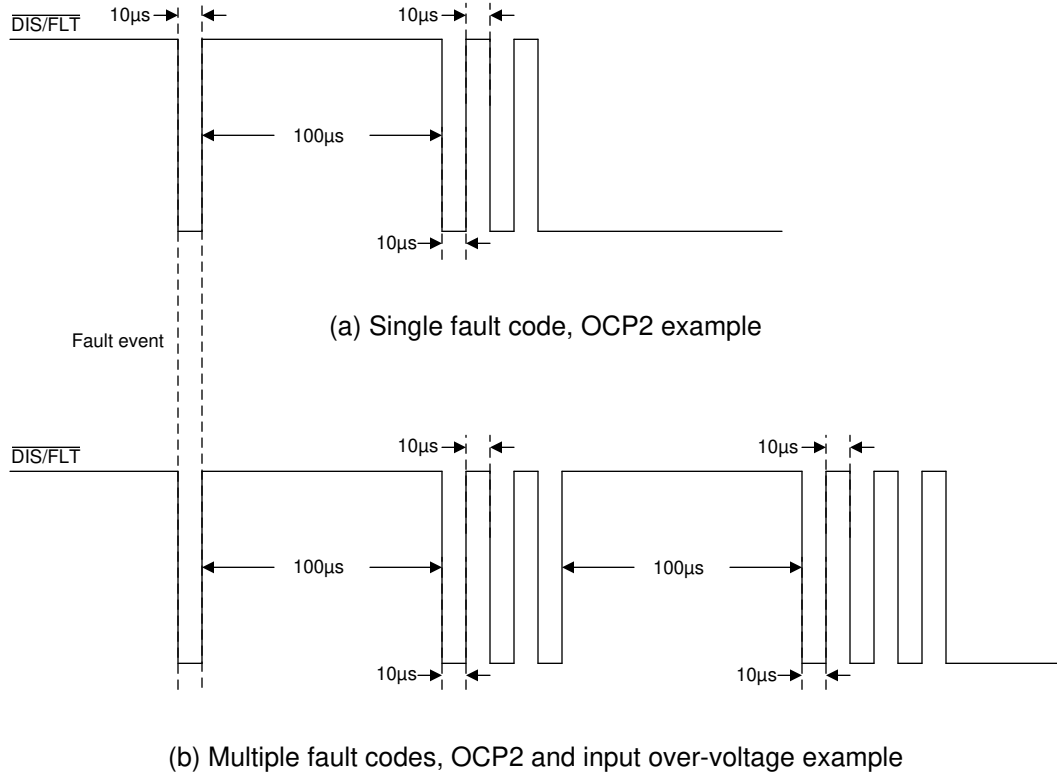 DIS/FLT
10µs
10µs
100µs
10µs
(a) Single fault code, OCP2 example
Fault event
DIS/FLT
10µs
10µs
100µs
100µs
10µs
10µs
(b) Multiple fault codes, OCP2 and input over-voltage example